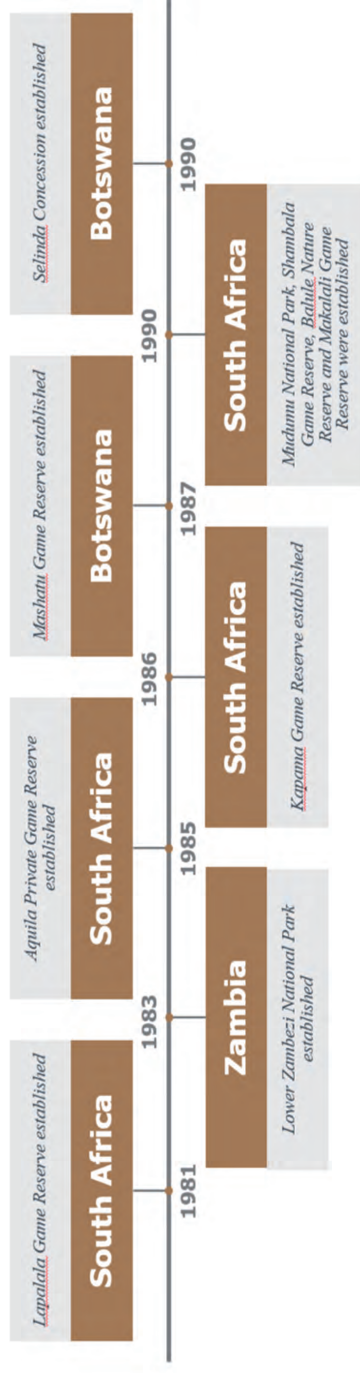 Lapalala Game Reserve established
South Africa
1981
1983
Zambia
Lower Zambezi National Park
established
Aquila Private Game Reserve
established
South Africa
1985
1986
South Africa
Kapama Game Reserve established
Mashatu Game Reserve established
Botswana
1987
1990
South Africa
Mudumu National Park, Shambala
Game Reserve, Balule Nature
Reserve and Makalali Game
Reserve were established
Selinda Concession established
Botswana
1990